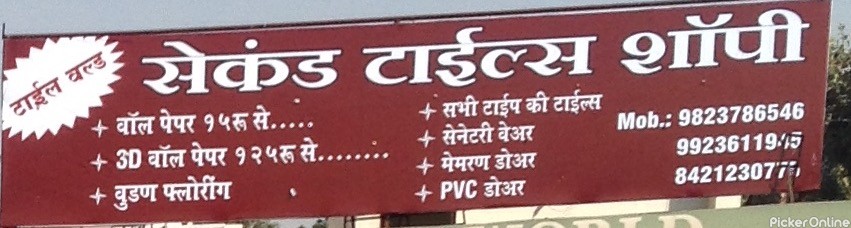 टाईल वर्ल्ड
सेकंड टाईल्स शॉपी
+ वॉल पेपर १५रू से.....
+ 3D वॉल पेपर १२५रू से........
+ वुडण फ्लोरींग
+ सभी टाईप की टाईल्स
+ सेनेटरी वेअर
+ मेमरण डोअर
+ PVC डोअर
Mob.: 9823786546
WORLD
PickerOnline